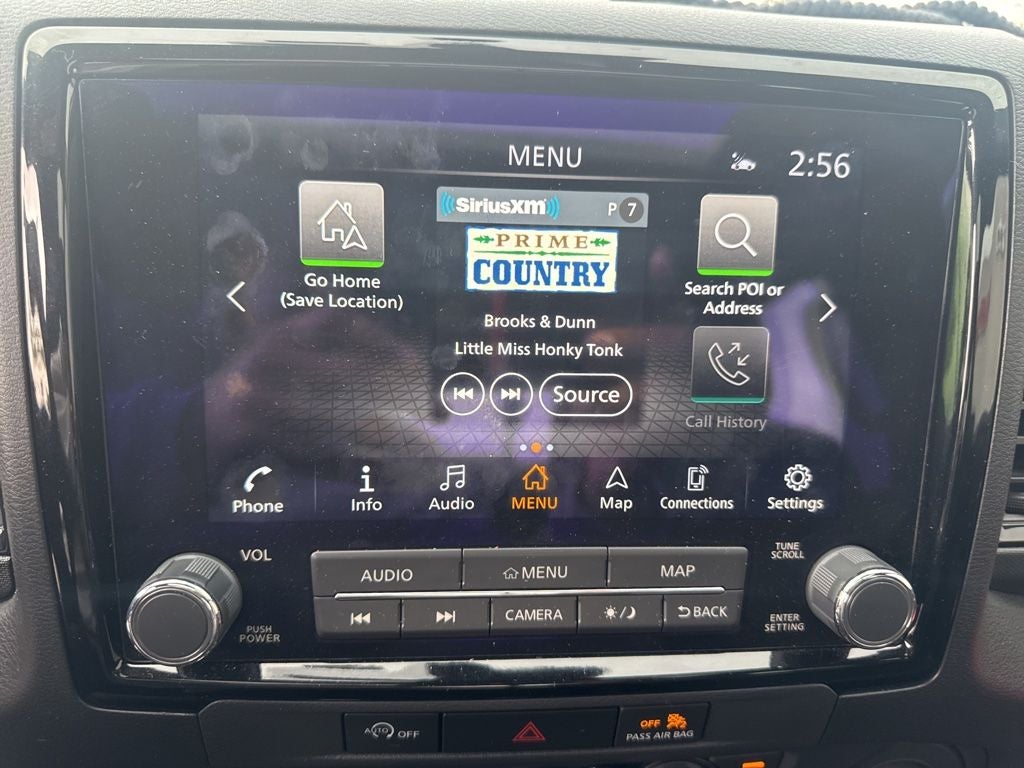 MENU
2:56
SiriusXM
P 7
PRIME
COUNTRY
Go Home
(Save Location)
Search POI or
Address
Brooks & Dunn
Little Miss Honky Tonk
Source
Call History
Phone
Info
Audio
MENU
Map
Connections
Settings
VOL
PUSH
POWER
AUDIO
MENU
MAP
CAMERA
BACK
TUNE
SCROLL
ENTER
SETTING
AUTO OFF
OFF
PASS AIR BAG